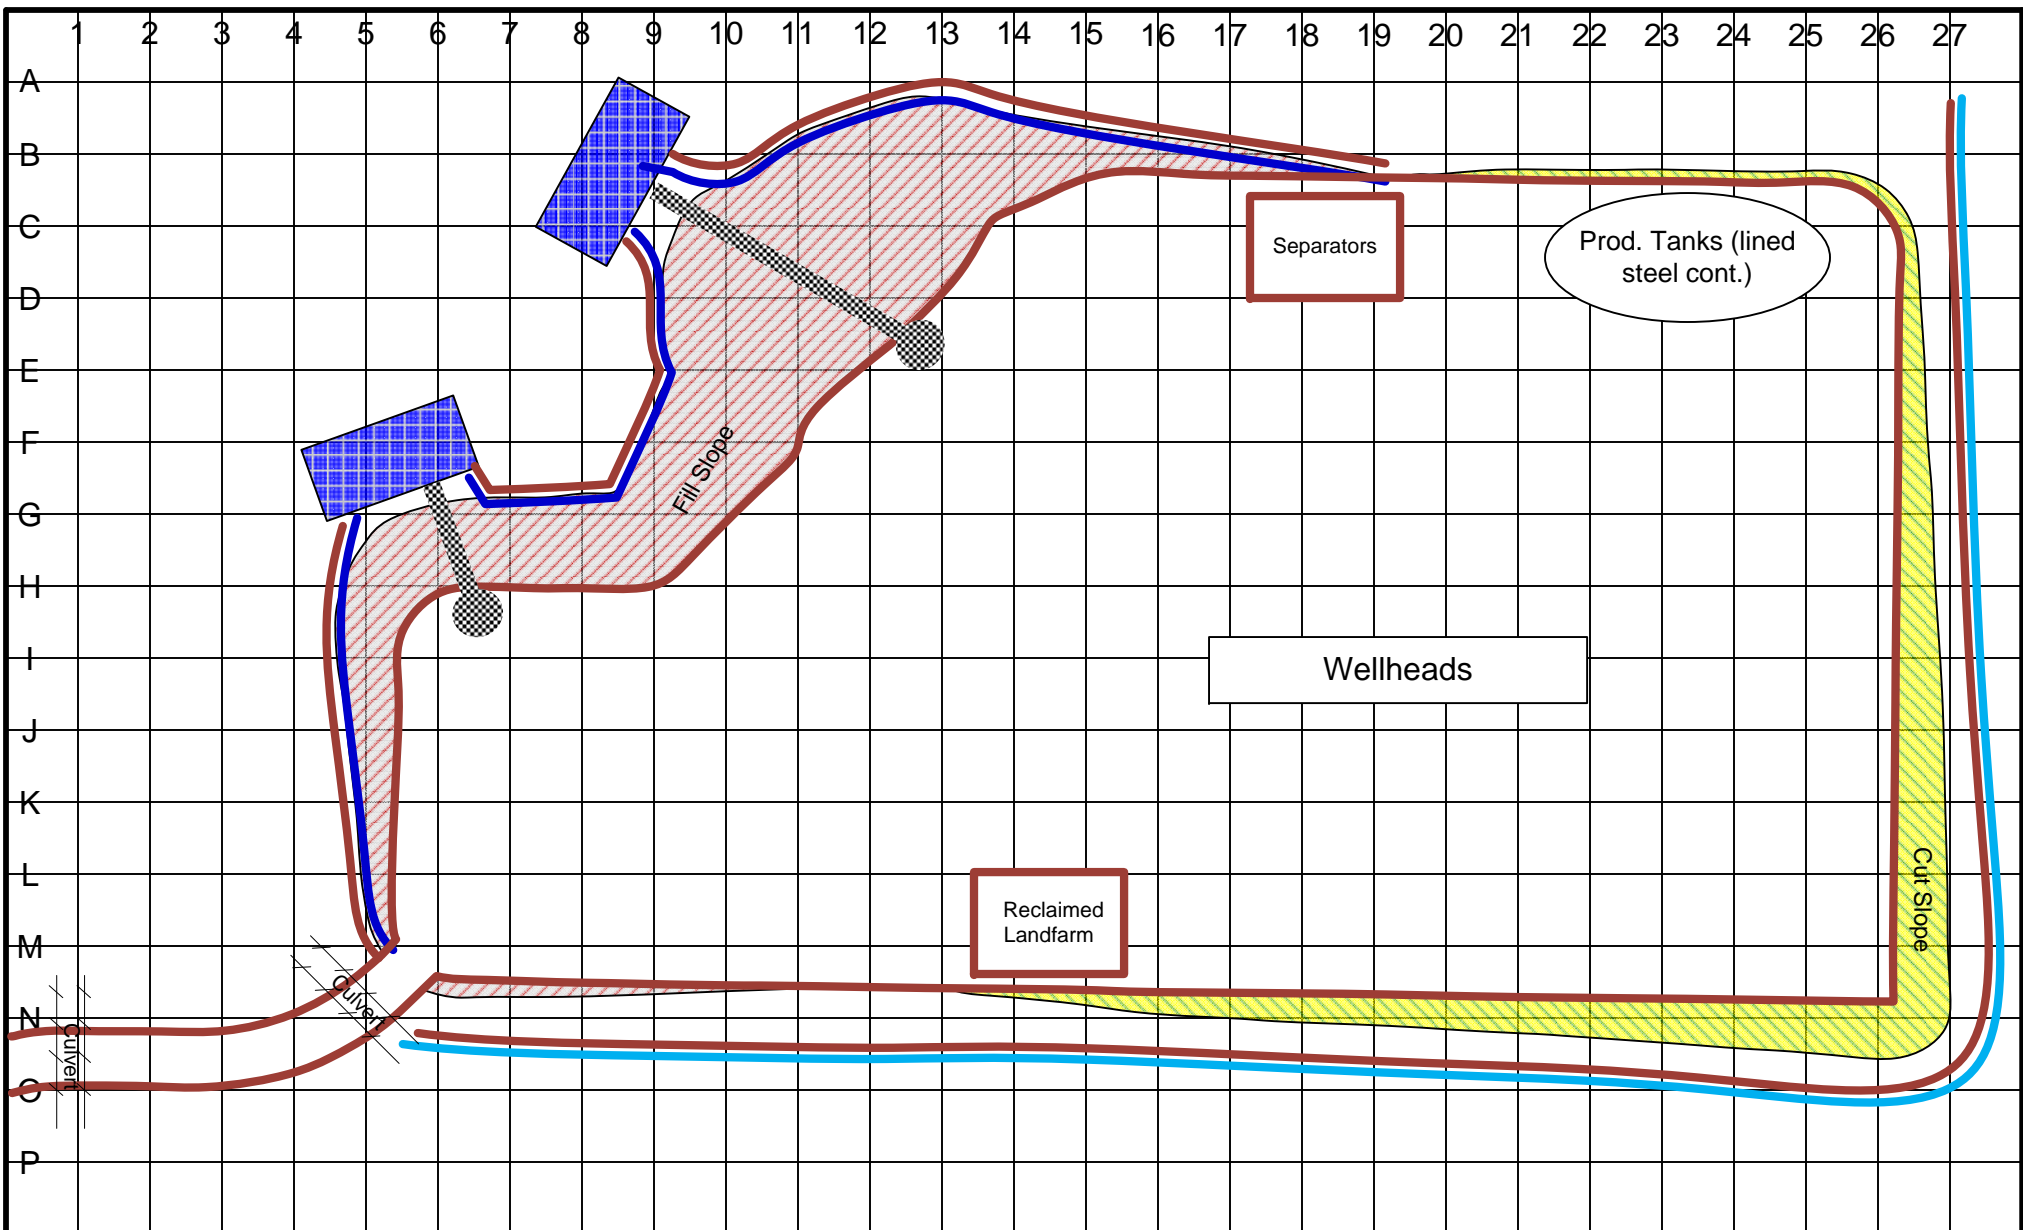 1 2 3 4 5 6 7 8 9 10 11 12 13 14 15 16 17 18 19 20 21 22 23 24 25 26 27
A
B
C
D
E
F
G
H
I
J
K
L
M
N
O
P
Separators
Prod. Tanks (lined
steel cont.)
Fill Slope
Wellheads
Reclaimed
Landfarm
Cut Slope
Culvert
Culvert